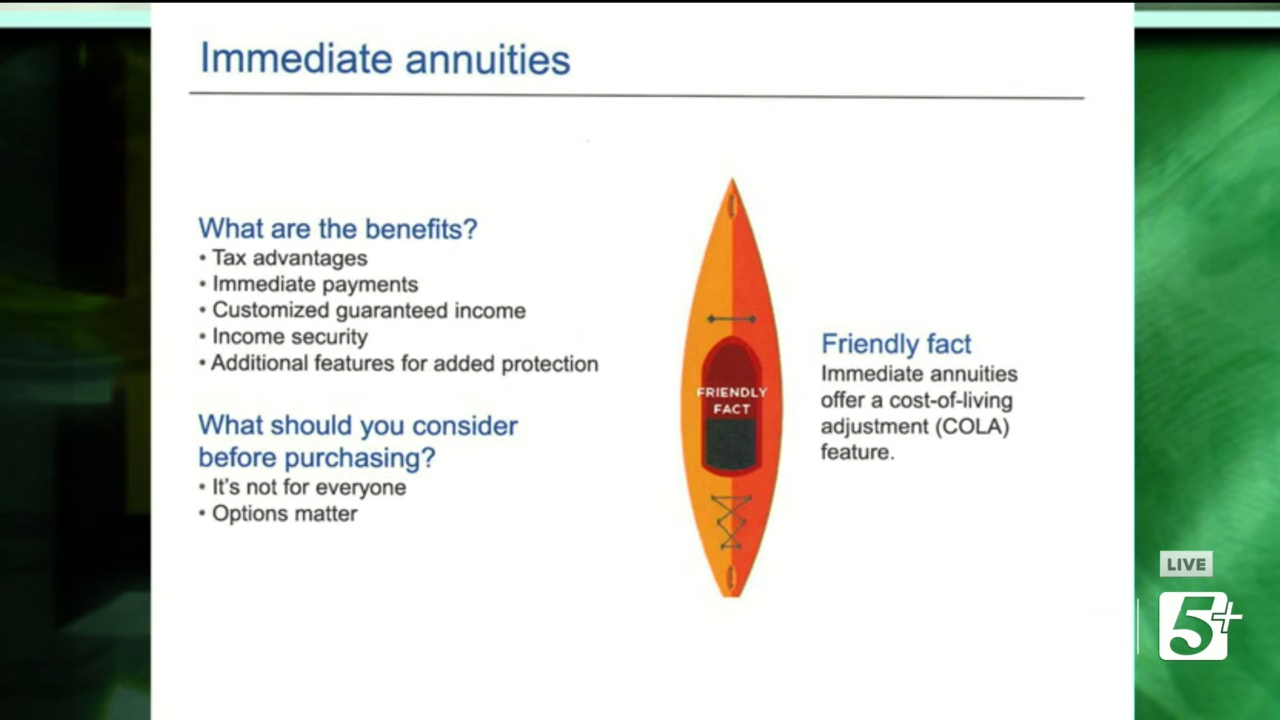 Immediate annuities
What are the benefits?
• Tax advantages
• Immediate payments
• Customized guaranteed income
• Income security
• Additional features for added protection
What should you consider
before purchasing?
• It's not for everyone
• Options matter
FRIENDLY
FACT
Friendly fact
Immediate annuities
offer a cost-of-living
adjustment (COLA)
feature.
LIVE
5+